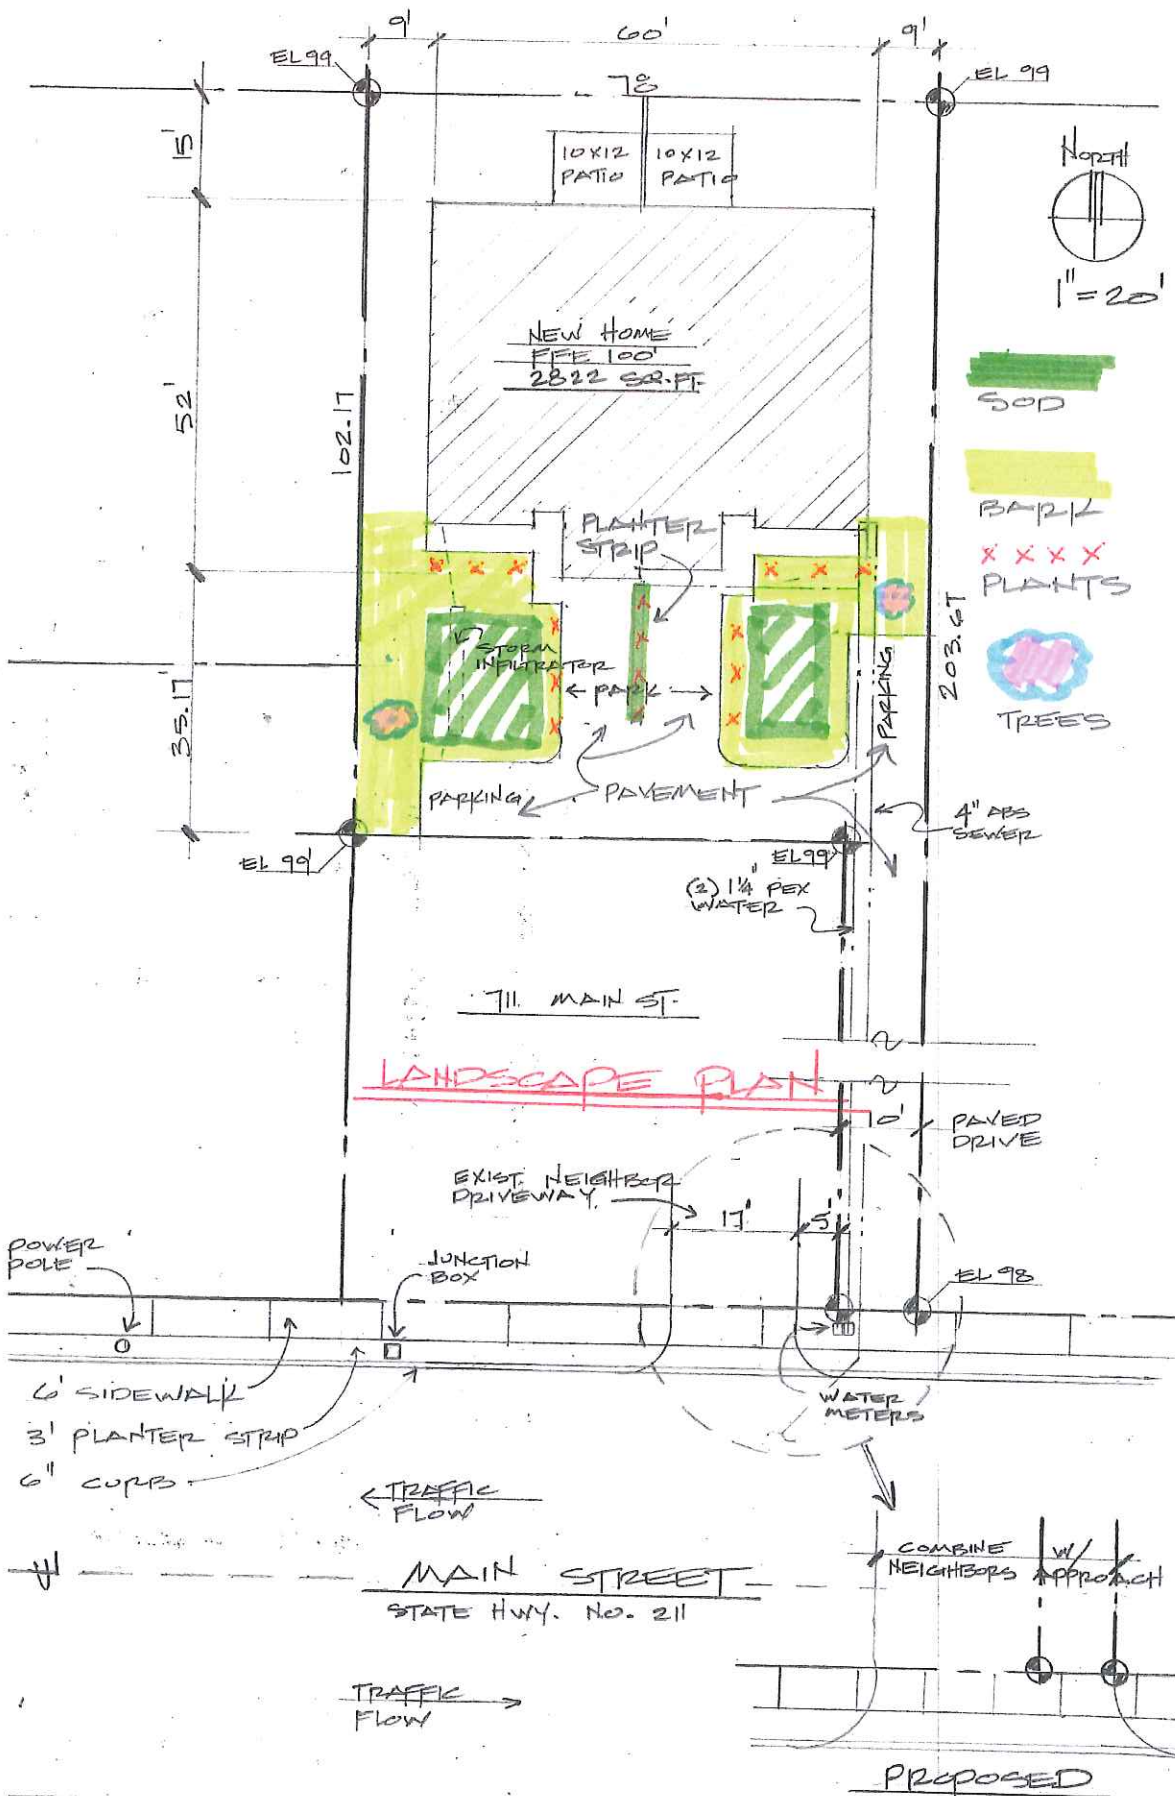 9'
60'
9'
EL 99
78
EL 99
15'
10X12
PATIO
10X12
PATIO
NORTH
1" = 20'
NEW HOME
FFE 100'
2822 SQ. FT.
SOD
52'
102.17
BARK
PLANTER
STRIP
PLANTS
203.67
STORM
INFILTRATOR
← PARK →
PARKING
TREES
35.17'
PARKING
PAVEMENT
4" ABS
SEWER
EL 99'
EL 99'
(2) 1¼" PEX
WATER
711 MAIN ST.
LANDSCAPE PLAN
10'
PAVED
DRIVE
EXIST. NEIGHBOR
DRIVEWAY
17'
5'
POWER
POLE
JUNCTION
BOX
EL 98
6' SIDEWALK
3' PLANTER STRIP
6" CURB
WATER
METERS
TRAFFIC
FLOW
COMBINE W/
NEIGHBORS APPROACH
MAIN STREET
STATE HWY. NO. 211
TRAFFIC
FLOW
PROPOSED